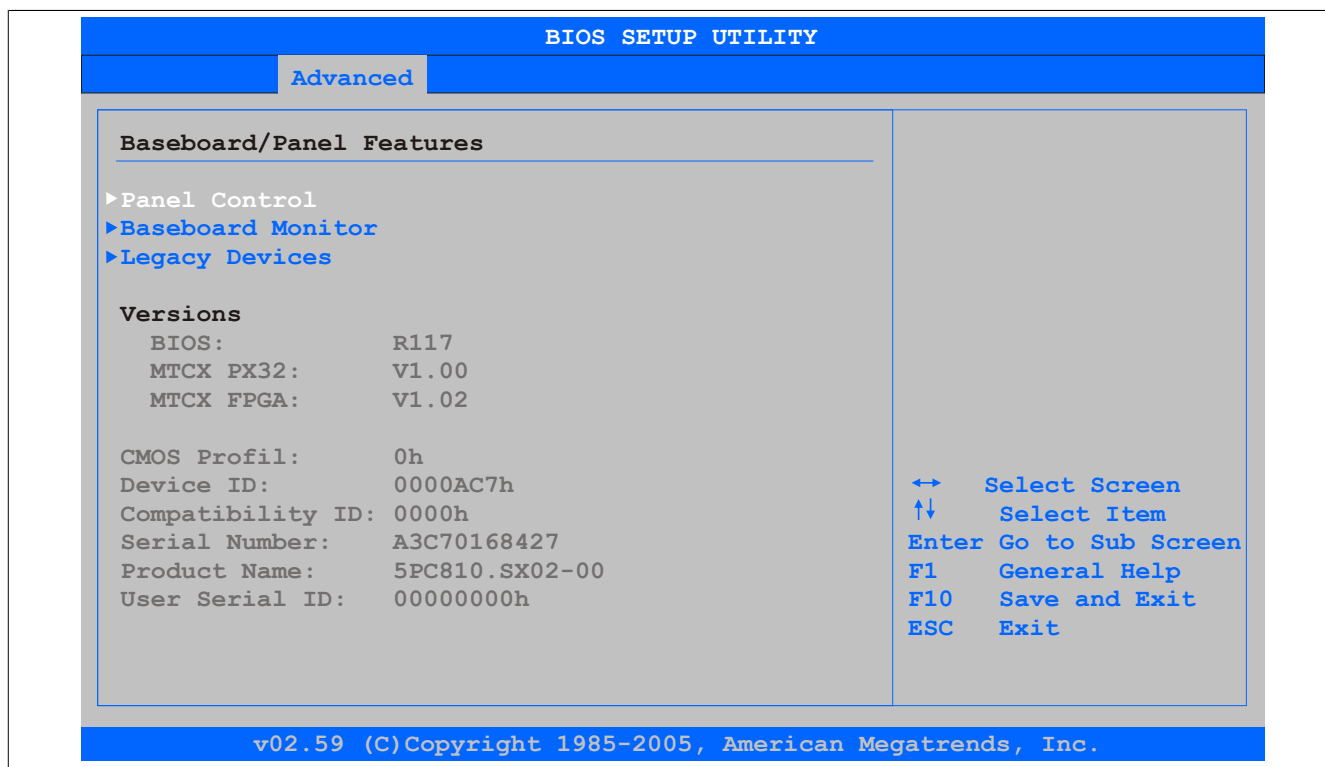 BIOS SETUP UTILITY
Advanced
Baseboard/Panel Features
Panel Control
Baseboard Monitor
Legacy Devices
Versions
BIOS: R117
MTCX PX32: V1.00
MTCX FPGA: V1.02
CMOS Profil: 0h
Device ID: 0000AC7h
Compatibility ID: 0000h
Serial Number: A3C70168427
Product Name: 5PC810.SX02-00
User Serial ID: 00000000h
Select Screen
Select Item
Enter Go to Sub Screen
F1 General Help
F10 Save and Exit
ESC Exit
v02.59 (C)Copyright 1985-2005, American Megatrends, Inc.